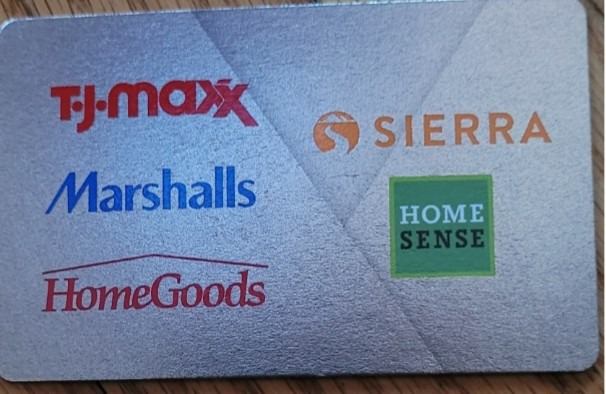 T·J·maxx
Marshalls
HomeGoods
SIERRA
HOME
SENSE